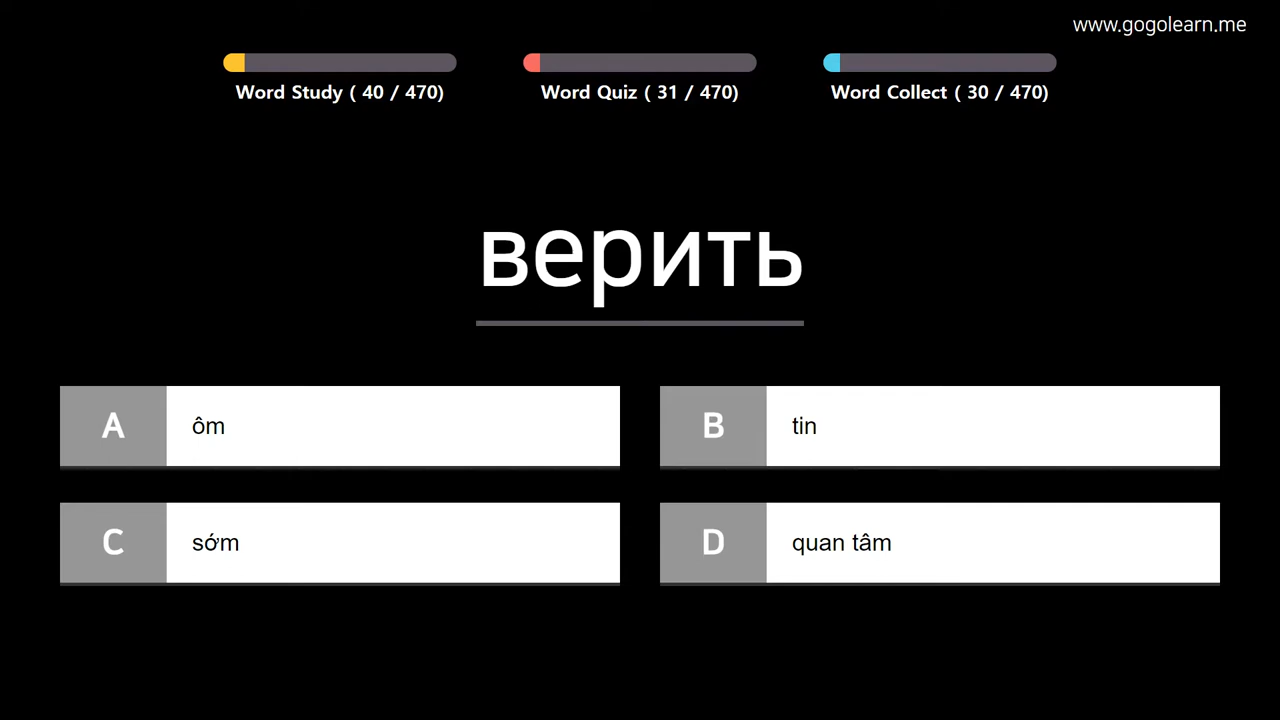 www.gogolearn.me
Word Study ( 40 / 470)
Word Quiz ( 31 / 470)
Word Collect ( 30 / 470)
верить
A ôm
B tin
C sớm
D quan tâm